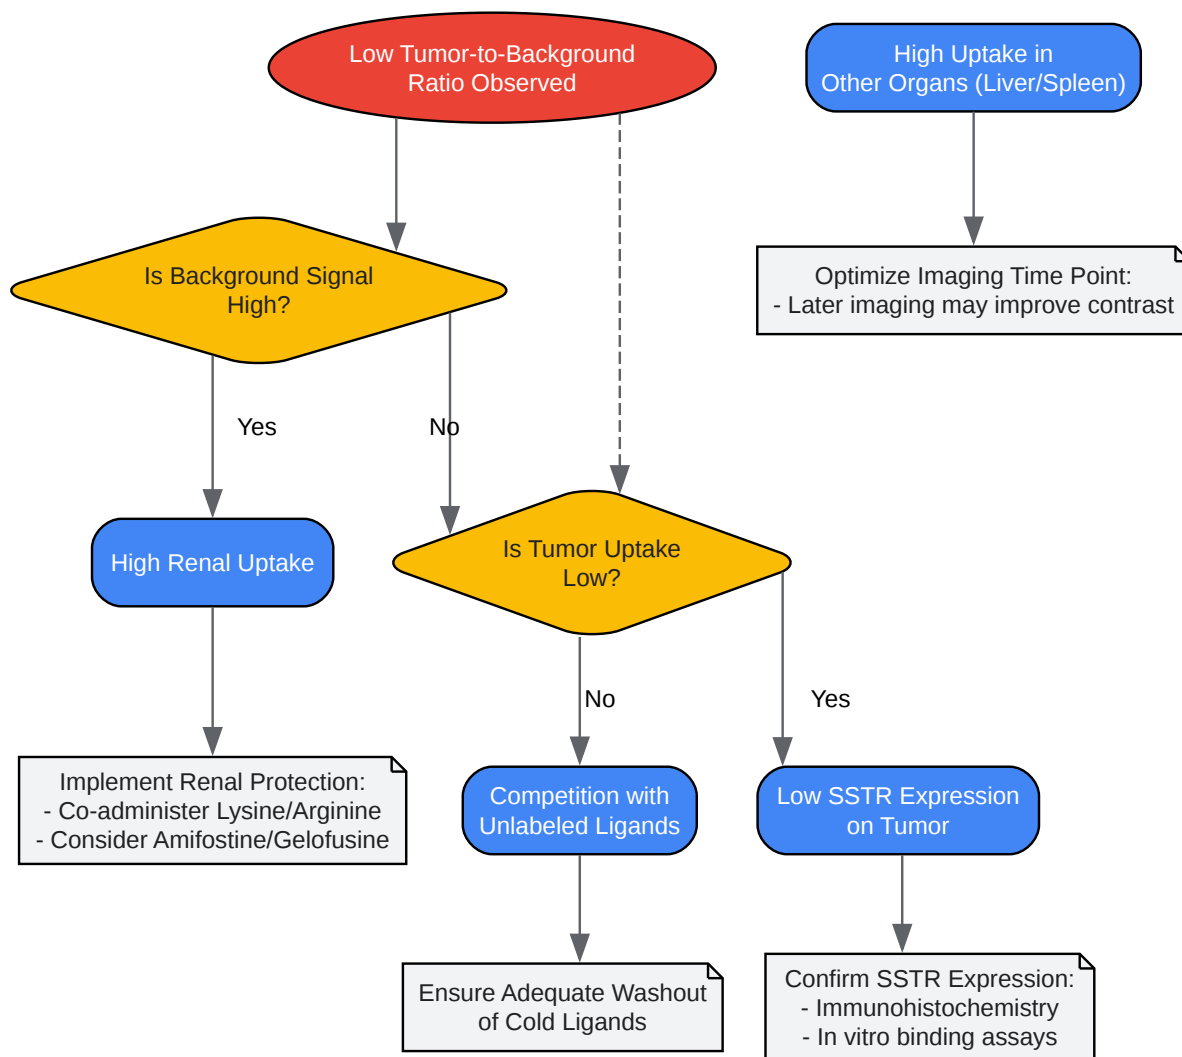 Low Tumor-to-Background
Ratio Observed
High Uptake in
Other Organs (Liver/Spleen)
Is Background Signal
High?
Optimize Imaging Time Point:
- Later imaging may improve contrast
Yes
No
High Renal Uptake
Is Tumor Uptake
Low?
No
Yes
Implement Renal Protection:
- Co-administer Lysine/Arginine
- Consider Amifostine/Gelofusine
Competition with
Unlabeled Ligands
Low SSTR Expression
on Tumor
Ensure Adequate Washout
of Cold Ligands
Confirm SSTR Expression:
- Immunohistochemistry
- In vitro binding assays